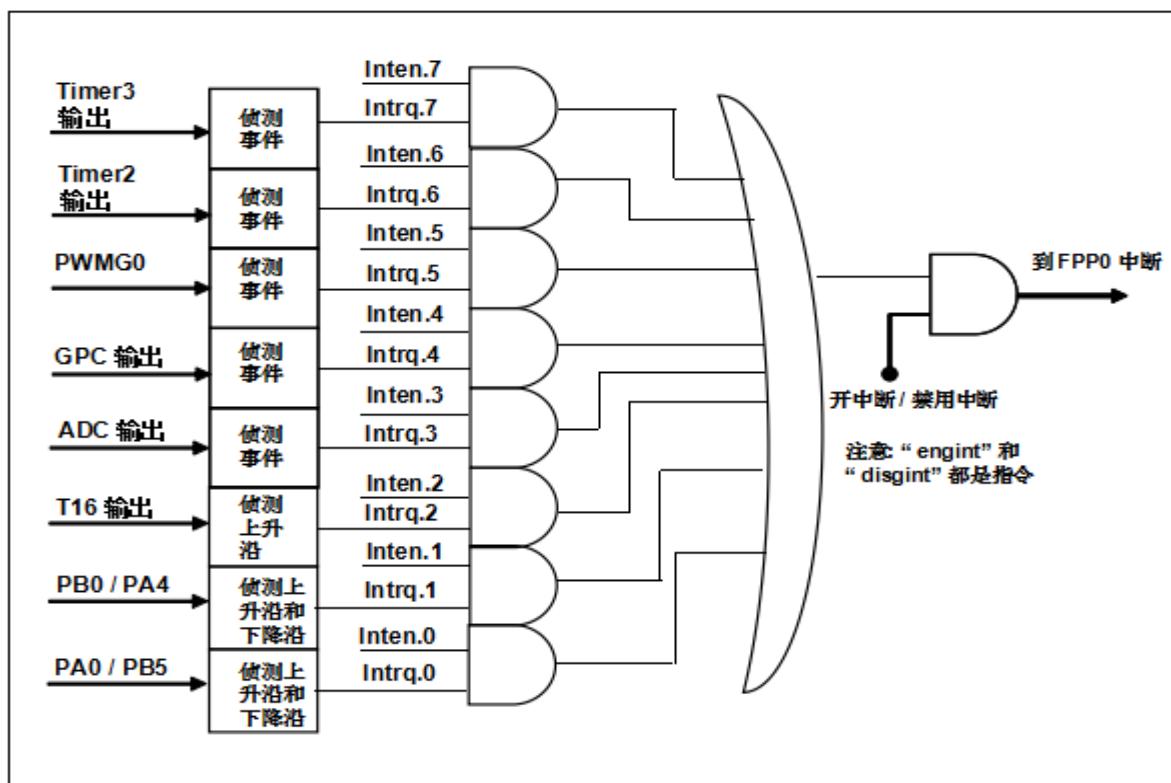 Timer3
输出
侦测
事件
Inten.7
Intrq.7
Timer2
输出
侦测
事件
Inten.6
Intrq.6
PWMG0
侦测
事件
Inten.5
Intrq.5
GPC 输出
侦测
事件
Inten.4
Intrq.4
ADC 输出
侦测
事件
Inten.3
Intrq.3
T16 输出
侦测
上升
沿
Inten.2
Intrq.2
PB0 / PA4
侦测上
升沿和
下降沿
Inten.1
Intrq.1
PA0 / PB5
侦测上
升沿和
下降沿
Inten.0
Intrq.0
到 FPP0 中断
开中断 / 禁用中断
注意: “ engint” 和
“ disgint” 都是指令